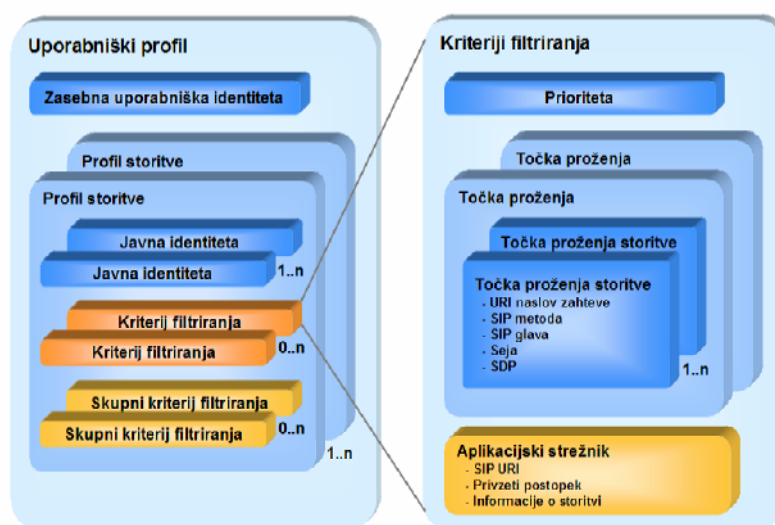 Uporabniški profil
Zasebna uporabniška identiteta
Profil storitve
Profil storitve
Javna identiteta
Javna identiteta
1..n
Kriterij filtriranja
Kriterij filtriranja
0..n
Skupni kriterij filtriranja
Skupni kriterij filtriranja
0..n
1..n
Kriteriji filtriranja
Prioriteta
Točka proženja
Točka proženja
Točka proženja storitve
Točka proženja storitve
- URI naslov zahteve
- SIP metoda
- SIP glava
- Seja
- SDP
1..n
Aplikacijski strežnik
- SIP URI
- Privzeti postopek
- Informacije o storitvi